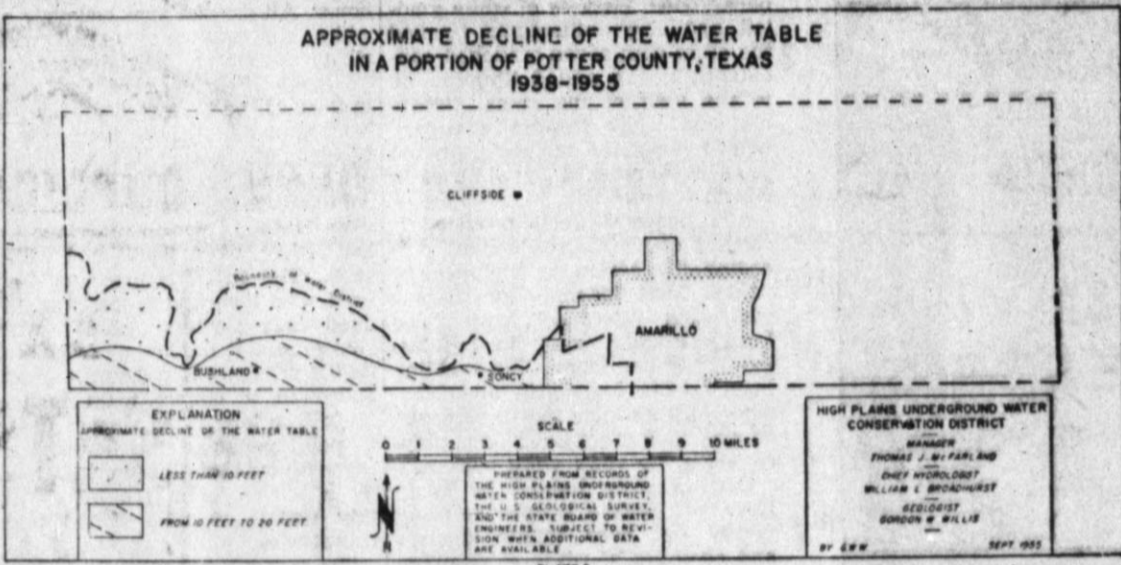 APPROXIMATE DECLINE OF THE WATER TABLE
IN A PORTION OF POTTER COUNTY, TEXAS
1938-1955
CLIFFSIDE
AMARILLO
BUSHLAND
SONCY
EXPLANATION
APPROXIMATE DECLINE OF THE WATER TABLE
LESS THAN 10 FEET
FROM 10 FEET TO 20 FEET
SCALE
0 1 2 3 4 5 6 7 8 9 10 MILES
N
PREPARED FROM RECORDS OF
THE HIGH PLAINS UNDERGROUND
WATER CONSERVATION DISTRICT,
THE U.S. GEOLOGICAL SURVEY,
AND THE STATE BOARD OF WATER
ENGINEERS. SUBJECT TO REVI-
SION WHEN ADDITIONAL DATA
ARE AVAILABLE
HIGH PLAINS UNDERGROUND WATER
CONSERVATION DISTRICT
MANAGER
THOMAS J. McFARLAND
CHIEF HYDROLOGIST
WILLIAM L. BROADHURST
GEOLOGIST
GORDON W. WILLIS
BY G.W.W. SEPT 1955